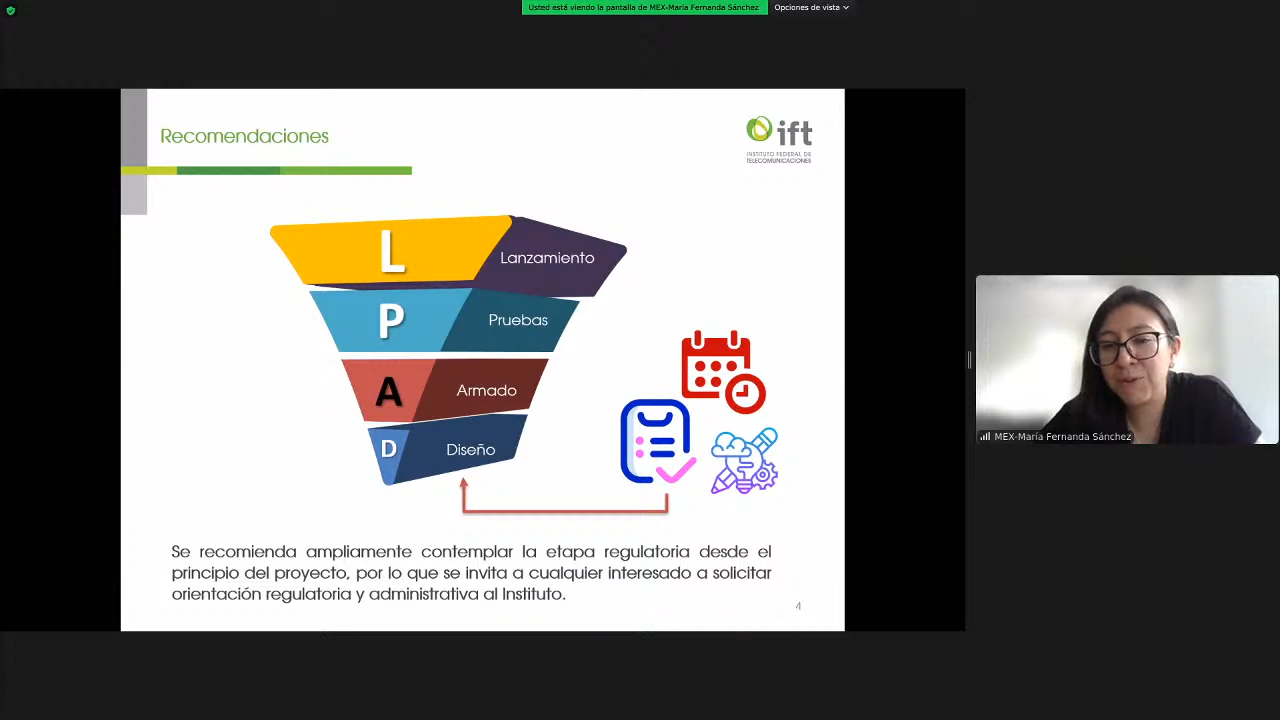 Usted está viendo la pantalla de MEX-María Fernanda Sánchez
Opciones de vista
Recomendaciones
ift
INSTITUTO FEDERAL DE
TELECOMUNICACIONES
L
Lanzamiento
P
Pruebas
A
Armado
D
Diseño
Se recomienda ampliamente contemplar la etapa regulatoria desde el
principio del proyecto, por lo que se invita a cualquier interesado a solicitar
orientación regulatoria y administrativa al Instituto.
4
MEX-María Fernanda Sánchez